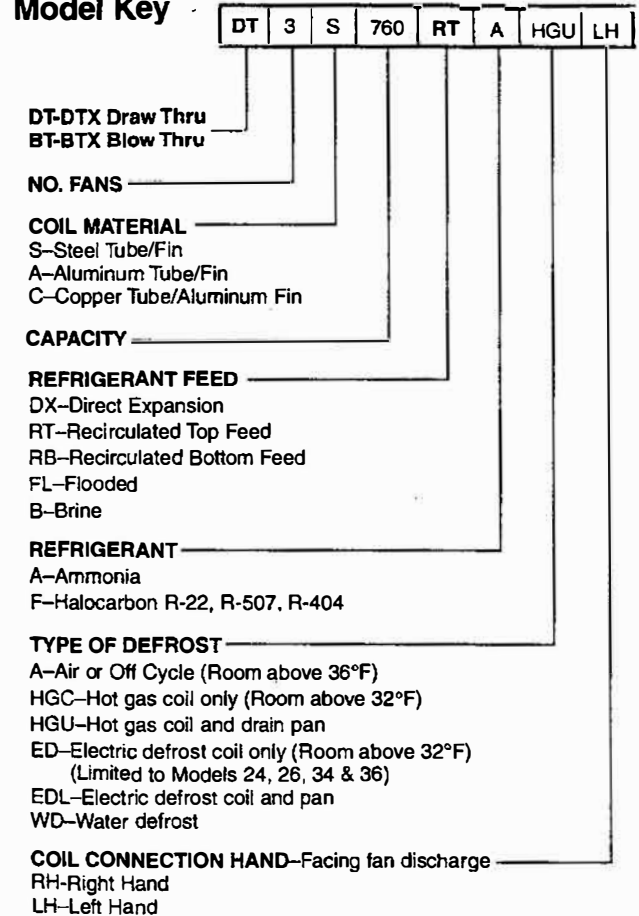 Model Key
DT 3 S 760 RT A HGU LH
DT-DTX Draw Thru
BT-BTX Blow Thru
NO. FANS
COIL MATERIAL
S–Steel Tube/Fin
A–Aluminum Tube/Fin
C–Copper Tube/Aluminum Fin
CAPACITY
REFRIGERANT FEED
DX–Direct Expansion
RT–Recirculated Top Feed
RB–Recirculated Bottom Feed
FL–Flooded
B–Brine
REFRIGERANT
A–Ammonia
F–Halocarbon R-22, R-507, R-404
TYPE OF DEFROST
A–Air or Off Cycle (Room above 36°F)
HGC–Hot gas coil only (Room above 32°F)
HGU–Hot gas coil and drain pan
ED–Electric defrost coil only (Room above 32°F)
(Limited to Models 24, 26, 34 & 36)
EDL–Electric defrost coil and pan
WD–Water defrost
COIL CONNECTION HAND–Facing fan discharge
RH-Right Hand
LH–Left Hand